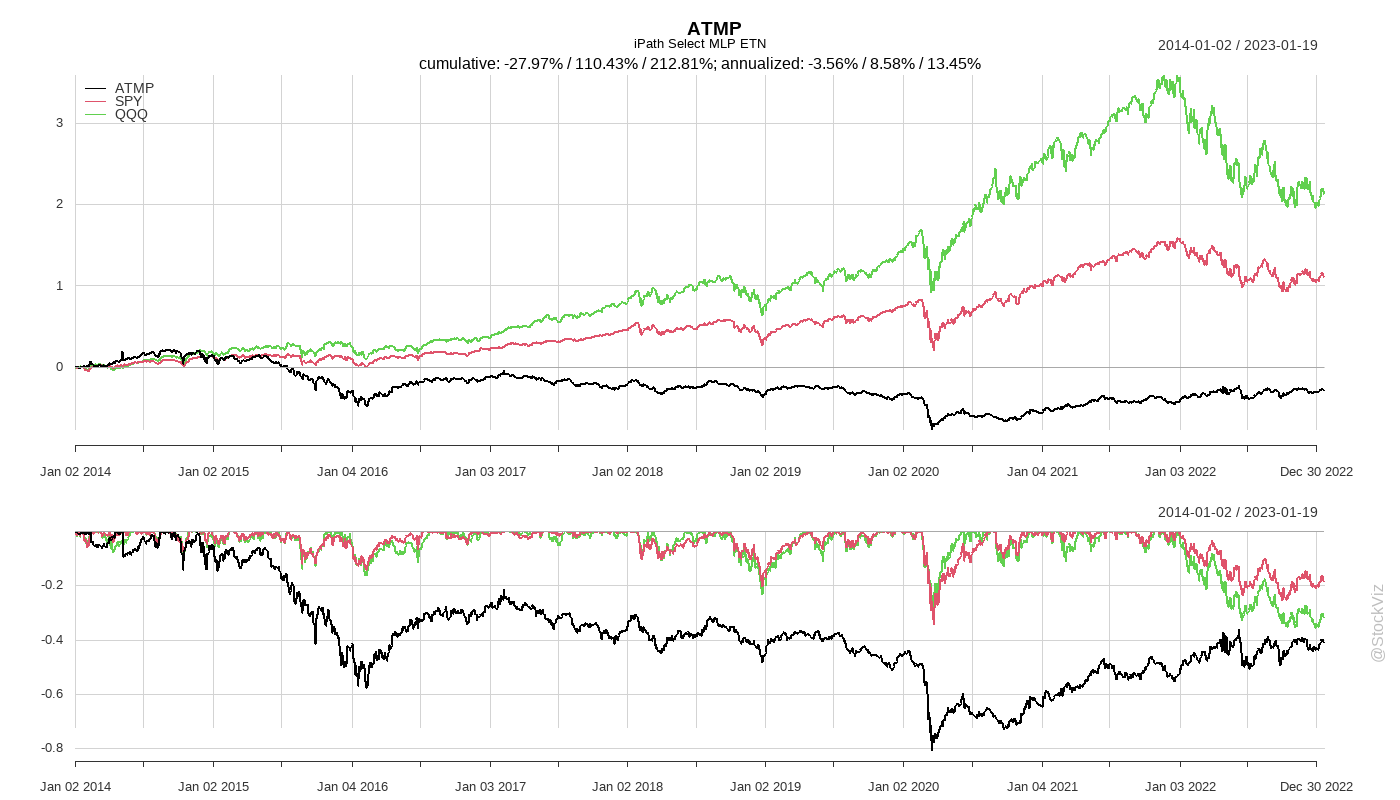 ATMP
iPath Select MLP ETN
2014-01-02 / 2023-01-19
cumulative: -27.97% / 110.43% / 212.81%; annualized: -3.56% / 8.58% / 13.45%
ATMP
SPY
QQQ
3
2
1
0
Jan 02 2014 Jan 02 2015 Jan 04 2016 Jan 03 2017 Jan 02 2018 Jan 02 2019 Jan 02 2020 Jan 04 2021 Jan 03 2022 Dec 30 2022
2014-01-02 / 2023-01-19
-0.2
-0.4
-0.6
-0.8
Jan 02 2014 Jan 02 2015 Jan 04 2016 Jan 03 2017 Jan 02 2018 Jan 02 2019 Jan 02 2020 Jan 04 2021 Jan 03 2022 Dec 30 2022
@StockViz